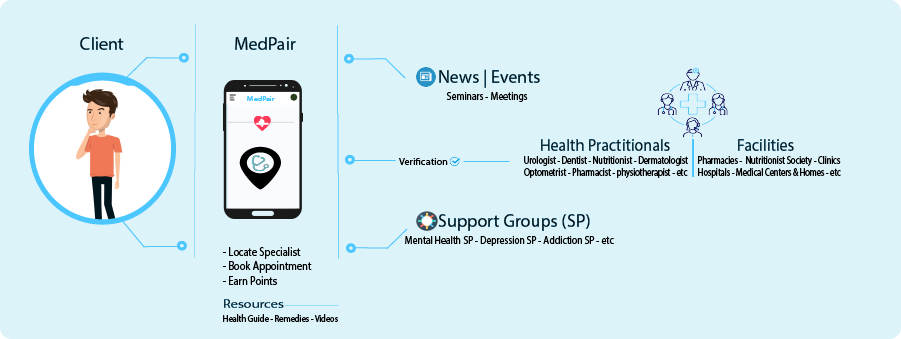 Client
MedPair
MedPair
- Locate Specialist
- Book Appointment
- Earn Points
Resources
Health Guide - Remedies - Videos
News | Events
Seminars - Meetings
Verification
Health Practitionals
Urologist - Dentist - Nutritionist - Dermatologist
Optometrist - Pharmacist - physiotherapist - etc
Facilities
Pharmacies - Nutritionist Society - Clinics
Hospitals - Medical Centers & Homes - etc
Support Groups (SP)
Mental Health SP - Depression SP - Addiction SP - etc